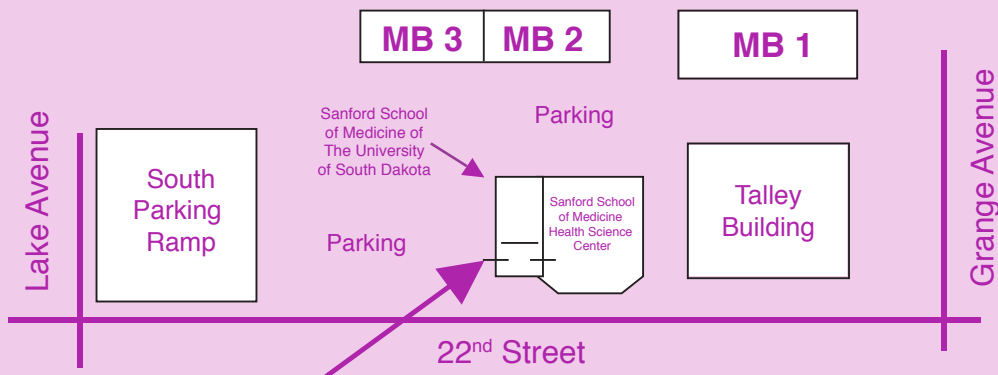 MB 3
MB 2
MB 1
Sanford School
of Medicine of
The University
of South Dakota
Parking
Lake Avenue
South
Parking
Ramp
Parking
Sanford School
of Medicine
Health Science
Center
Talley
Building
Grange Avenue
22nd Street